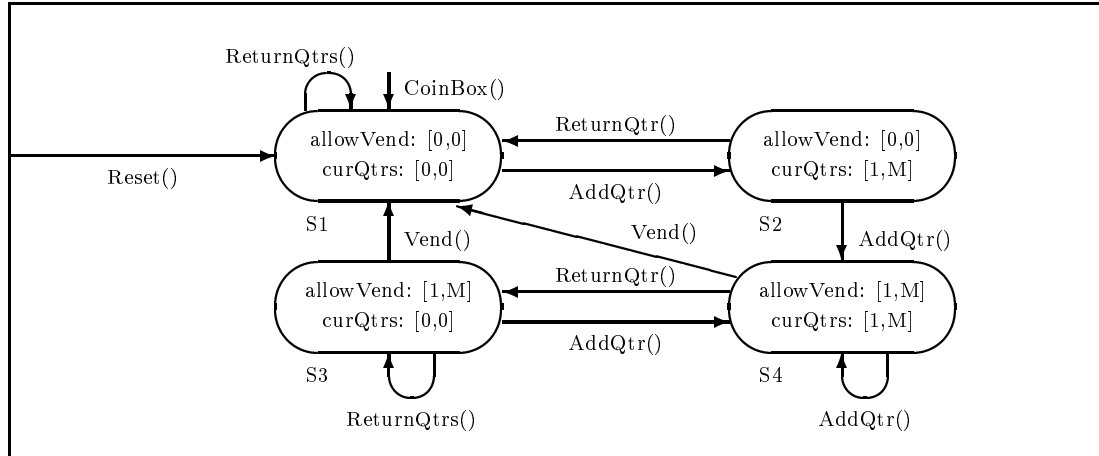 ReturnQtrs()
CoinBox()
allowVend: [0,0]
curQtrs: [0,0]
S1
Reset()
ReturnQtr()
AddQtr()
allowVend: [0,0]
curQtrs: [1,M]
S2
Vend()
Vend()
AddQtr()
allowVend: [1,M]
curQtrs: [0,0]
S3
ReturnQtr()
AddQtr()
allowVend: [1,M]
curQtrs: [1,M]
S4
ReturnQtrs()
AddQtr()